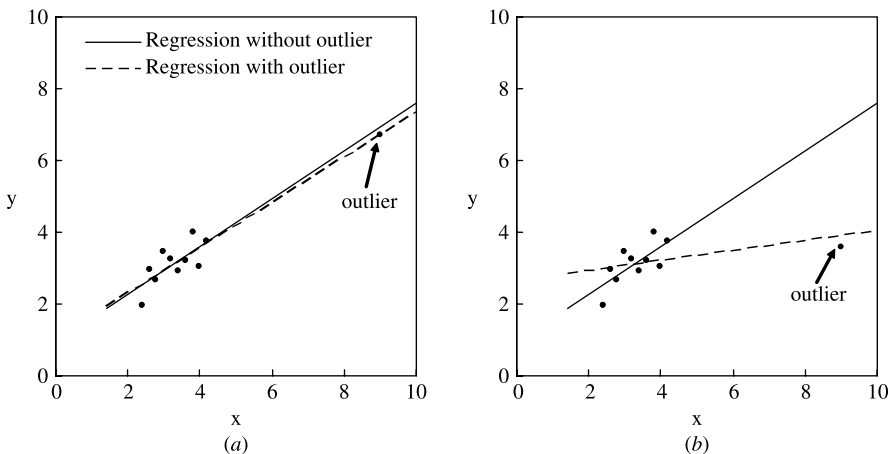 10
8
6
4
2
0
y
Regression without outlier
Regression with outlier
outlier
0 2 4 6 8 10
x
(a)
10
8
6
4
2
0
y
outlier
0 2 4 6 8 10
x
(b)